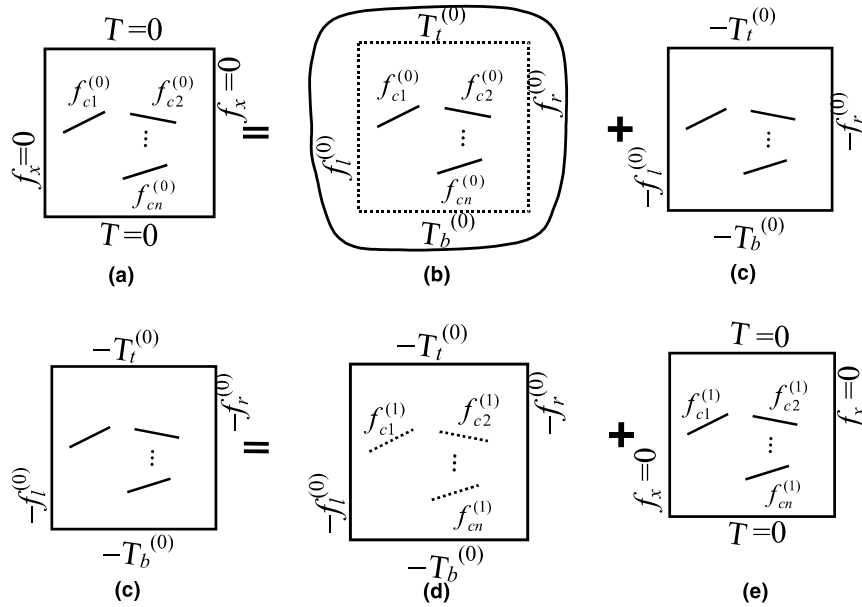 T=0 = T_t^(0) + −T_t^(0)
f_x=0 f_c1^(0) f_c2^(0) ⋮ f_cn^(0) f_x=0
f_l^(0) f_c1^(0) f_c2^(0) ⋮ f_cn^(0) f_r^(0)
−f_l^(0) ⋮ −f_r^(0)
T=0 T_b^(0) −T_b^(0)
(a) (b) (c)
−T_t^(0) = −T_t^(0) + T=0
−f_l^(0) ⋮ −f_r^(0)
−f_l^(0) f_c1^(1) f_c2^(1) ⋮ f_cn^(1) −f_r^(0)
f_x=0 f_c1^(1) f_c2^(1) ⋮ f_cn^(1) f_x=0
−T_b^(0) −T_b^(0) T=0
(c) (d) (e)